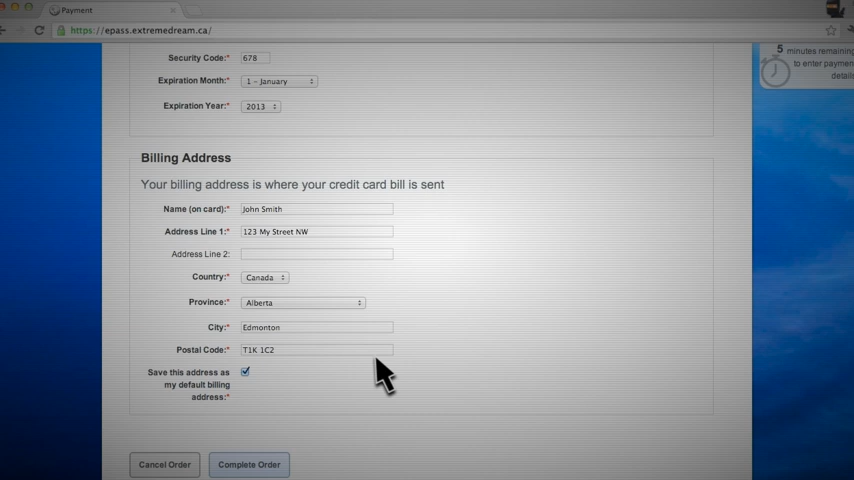 Payment
https://epass.extremedream.ca/
Security Code:* 678
5 minutes remaining
to enter payment
details
Expiration Month:* 1 - January
Expiration Year:* 2013
Billing Address
Your billing address is where your credit card bill is sent
Name (on card):* John Smith
Address Line 1:* 123 My Street NW
Address Line 2:
Country:* Canada
Province:* Alberta
City:* Edmonton
Postal Code:* T1K 1C2
Save this address as
my default billing
address:*
Cancel Order Complete Order